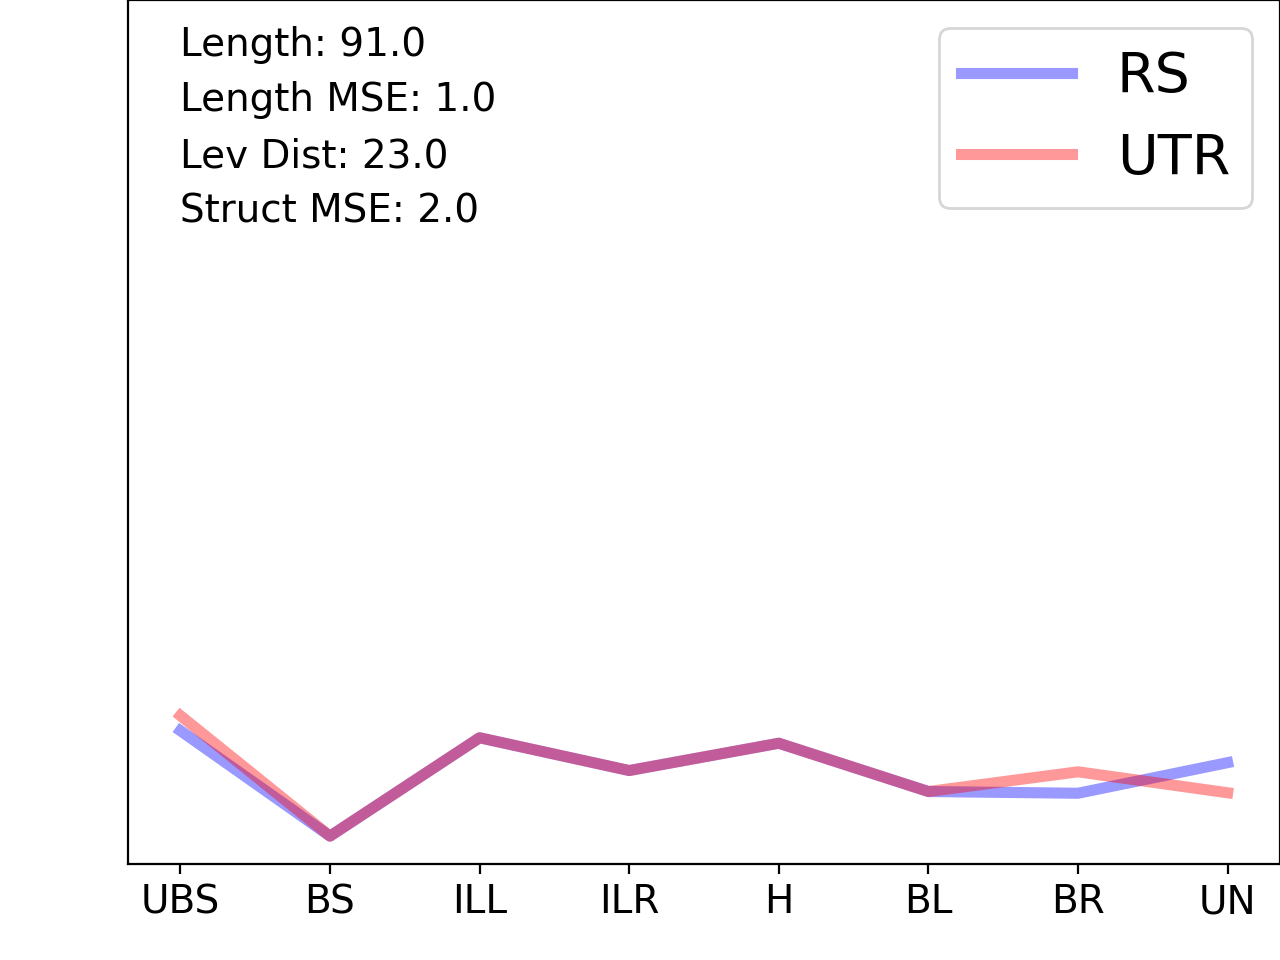 Length: 91.0
Length MSE: 1.0
Lev Dist: 23.0
Struct MSE: 2.0
RS
UTR
UBS BS ILL ILR H BL BR UN